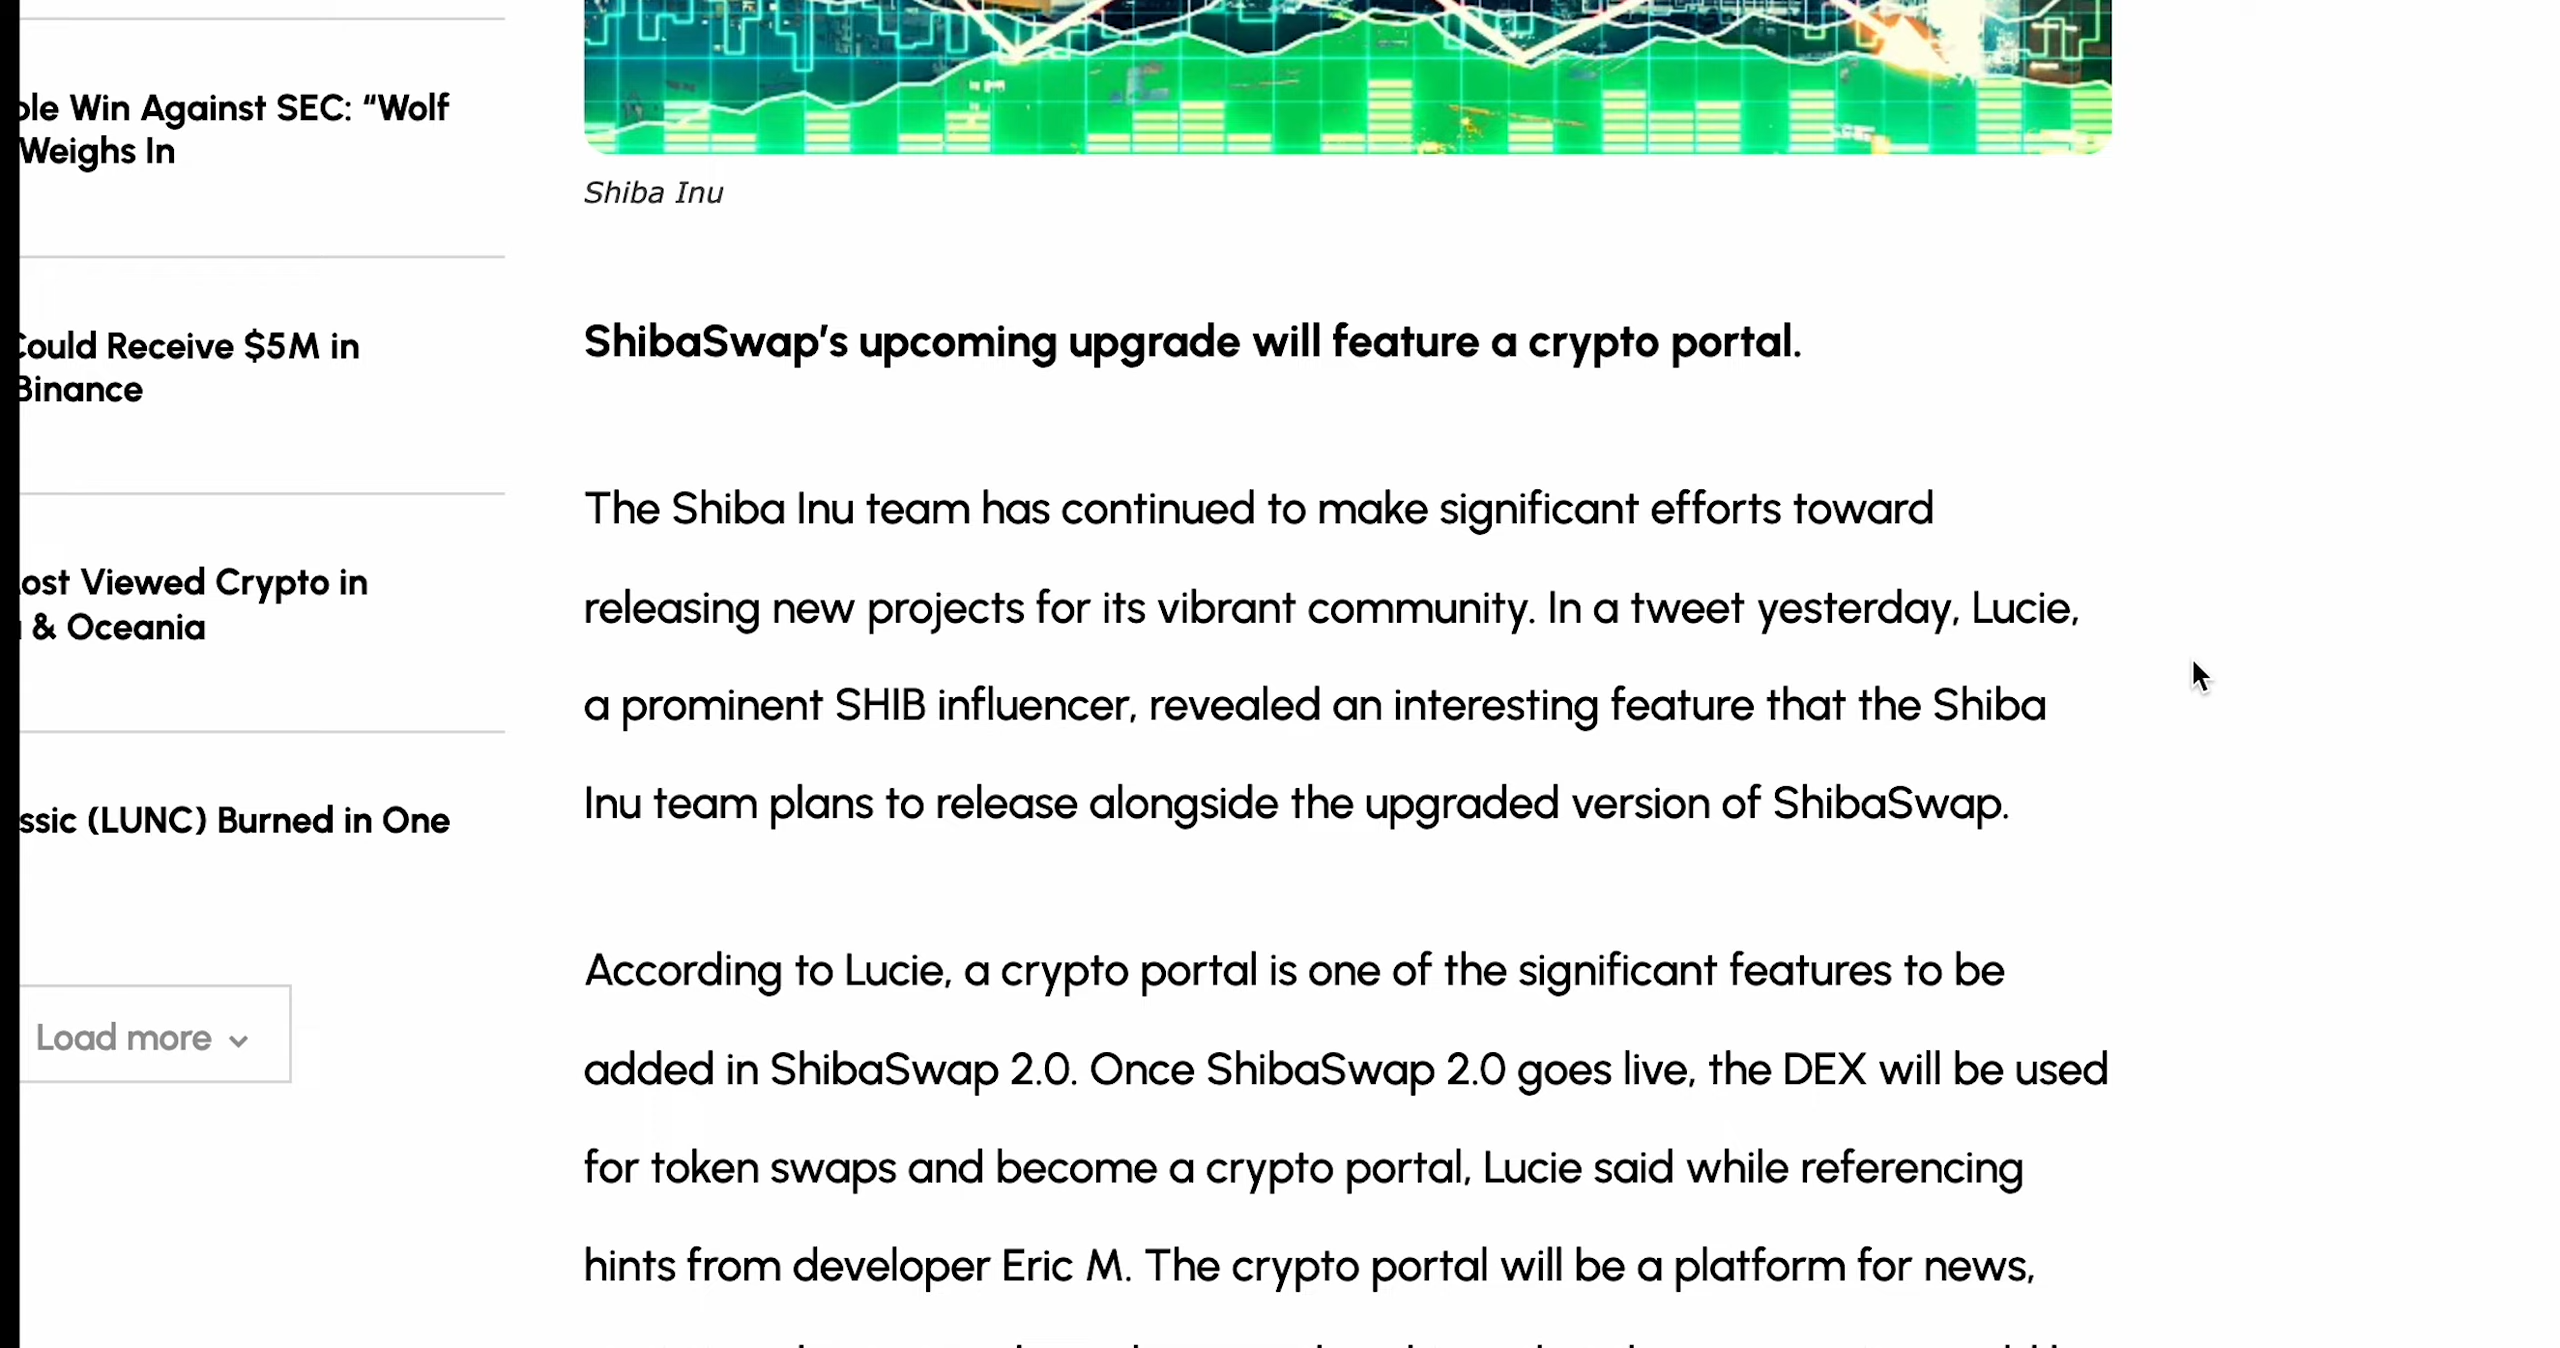 Win Against SEC: “Wolf
Weighs In
Could Receive $5M in
Binance
Viewed Crypto in
& Oceania
(LUNC) Burned in One
Load more
Shiba Inu
ShibaSwap’s upcoming upgrade will feature a crypto portal.
The Shiba Inu team has continued to make significant efforts toward
releasing new projects for its vibrant community. In a tweet yesterday, Lucie,
a prominent SHIB influencer, revealed an interesting feature that the Shiba
Inu team plans to release alongside the upgraded version of ShibaSwap.
According to Lucie, a crypto portal is one of the significant features to be
added in ShibaSwap 2.0. Once ShibaSwap 2.0 goes live, the DEX will be used
for token swaps and become a crypto portal, Lucie said while referencing
hints from developer Eric M. The crypto portal will be a platform for news,